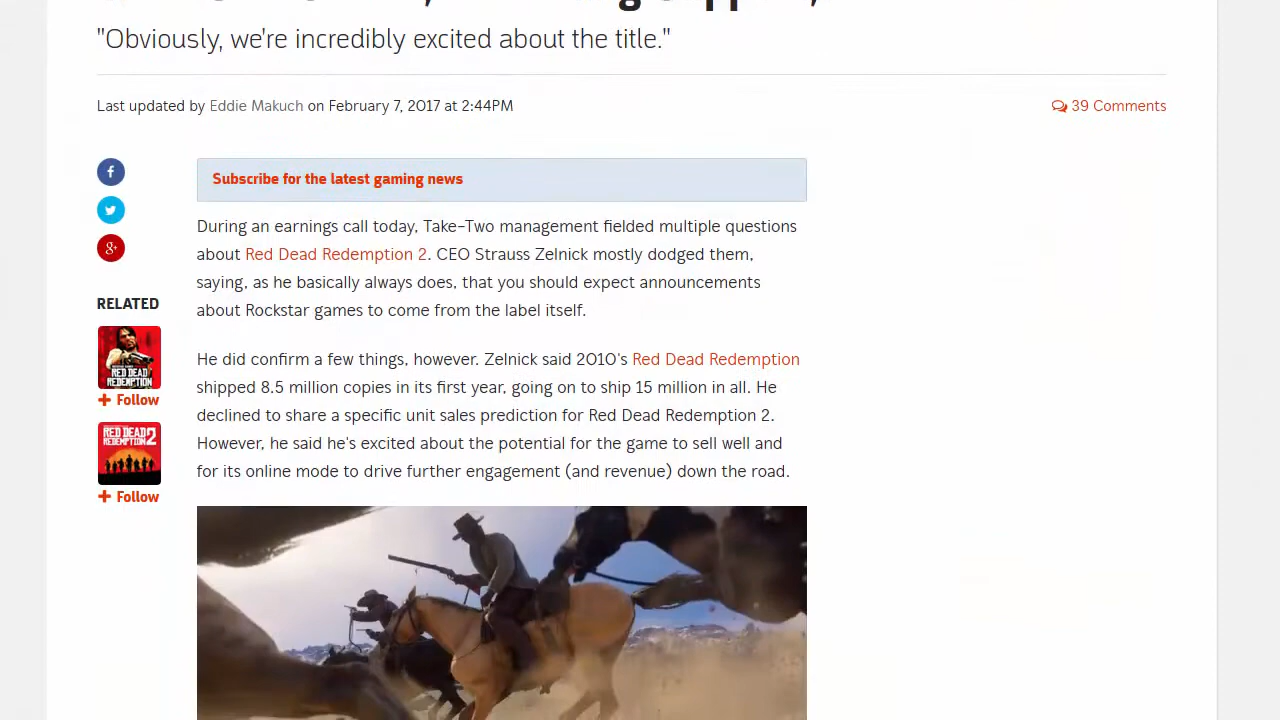 "Obviously, we're incredibly excited about the title."
Last updated by Eddie Makuch on February 7, 2017 at 2:44PM
39 Comments
Subscribe for the latest gaming news
During an earnings call today, Take-Two management fielded multiple questions
about Red Dead Redemption 2. CEO Strauss Zelnick mostly dodged them,
saying, as he basically always does, that you should expect announcements
about Rockstar games to come from the label itself.
RELATED
RED DEAD
REDEMPTION
+ Follow
RED DEAD
REDEMPTION 2
+ Follow
He did confirm a few things, however. Zelnick said 2010's Red Dead Redemption
shipped 8.5 million copies in its first year, going on to ship 15 million in all. He
declined to share a specific unit sales prediction for Red Dead Redemption 2.
However, he said he's excited about the potential for the game to sell well and
for its online mode to drive further engagement (and revenue) down the road.